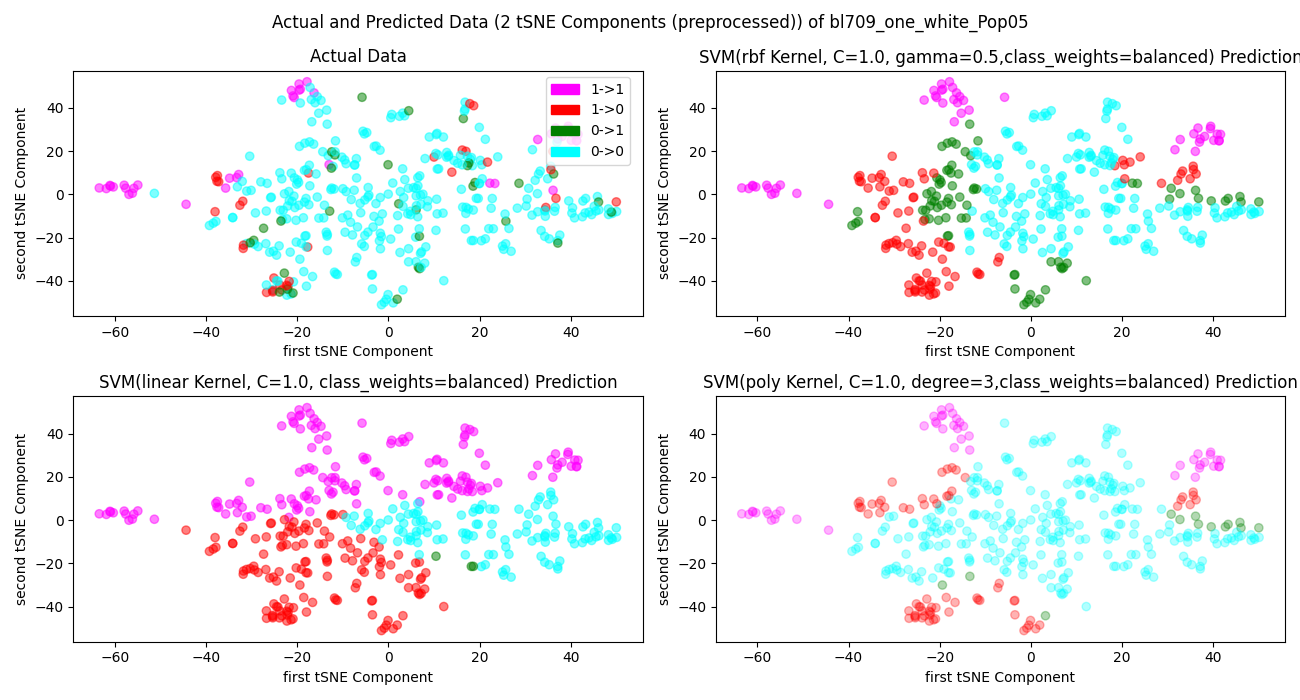 Actual and Predicted Data (2 tSNE Components (preprocessed)) of bl709_one_white_Pop05
Actual Data
second tSNE Component
40
20
0
−20
−40
1->1
1->0
0->1
0->0
−60 −40 −20 0 20 40
first tSNE Component
SVM(rbf Kernel, C=1.0, gamma=0.5,class_weights=balanced) Prediction
second tSNE Component
40
20
0
−20
−40
−60 −40 −20 0 20 40
first tSNE Component
SVM(linear Kernel, C=1.0, class_weights=balanced) Prediction
second tSNE Component
40
20
0
−20
−40
−60 −40 −20 0 20 40
first tSNE Component
SVM(poly Kernel, C=1.0, degree=3,class_weights=balanced) Prediction
second tSNE Component
40
20
0
−20
−40
−60 −40 −20 0 20 40
first tSNE Component